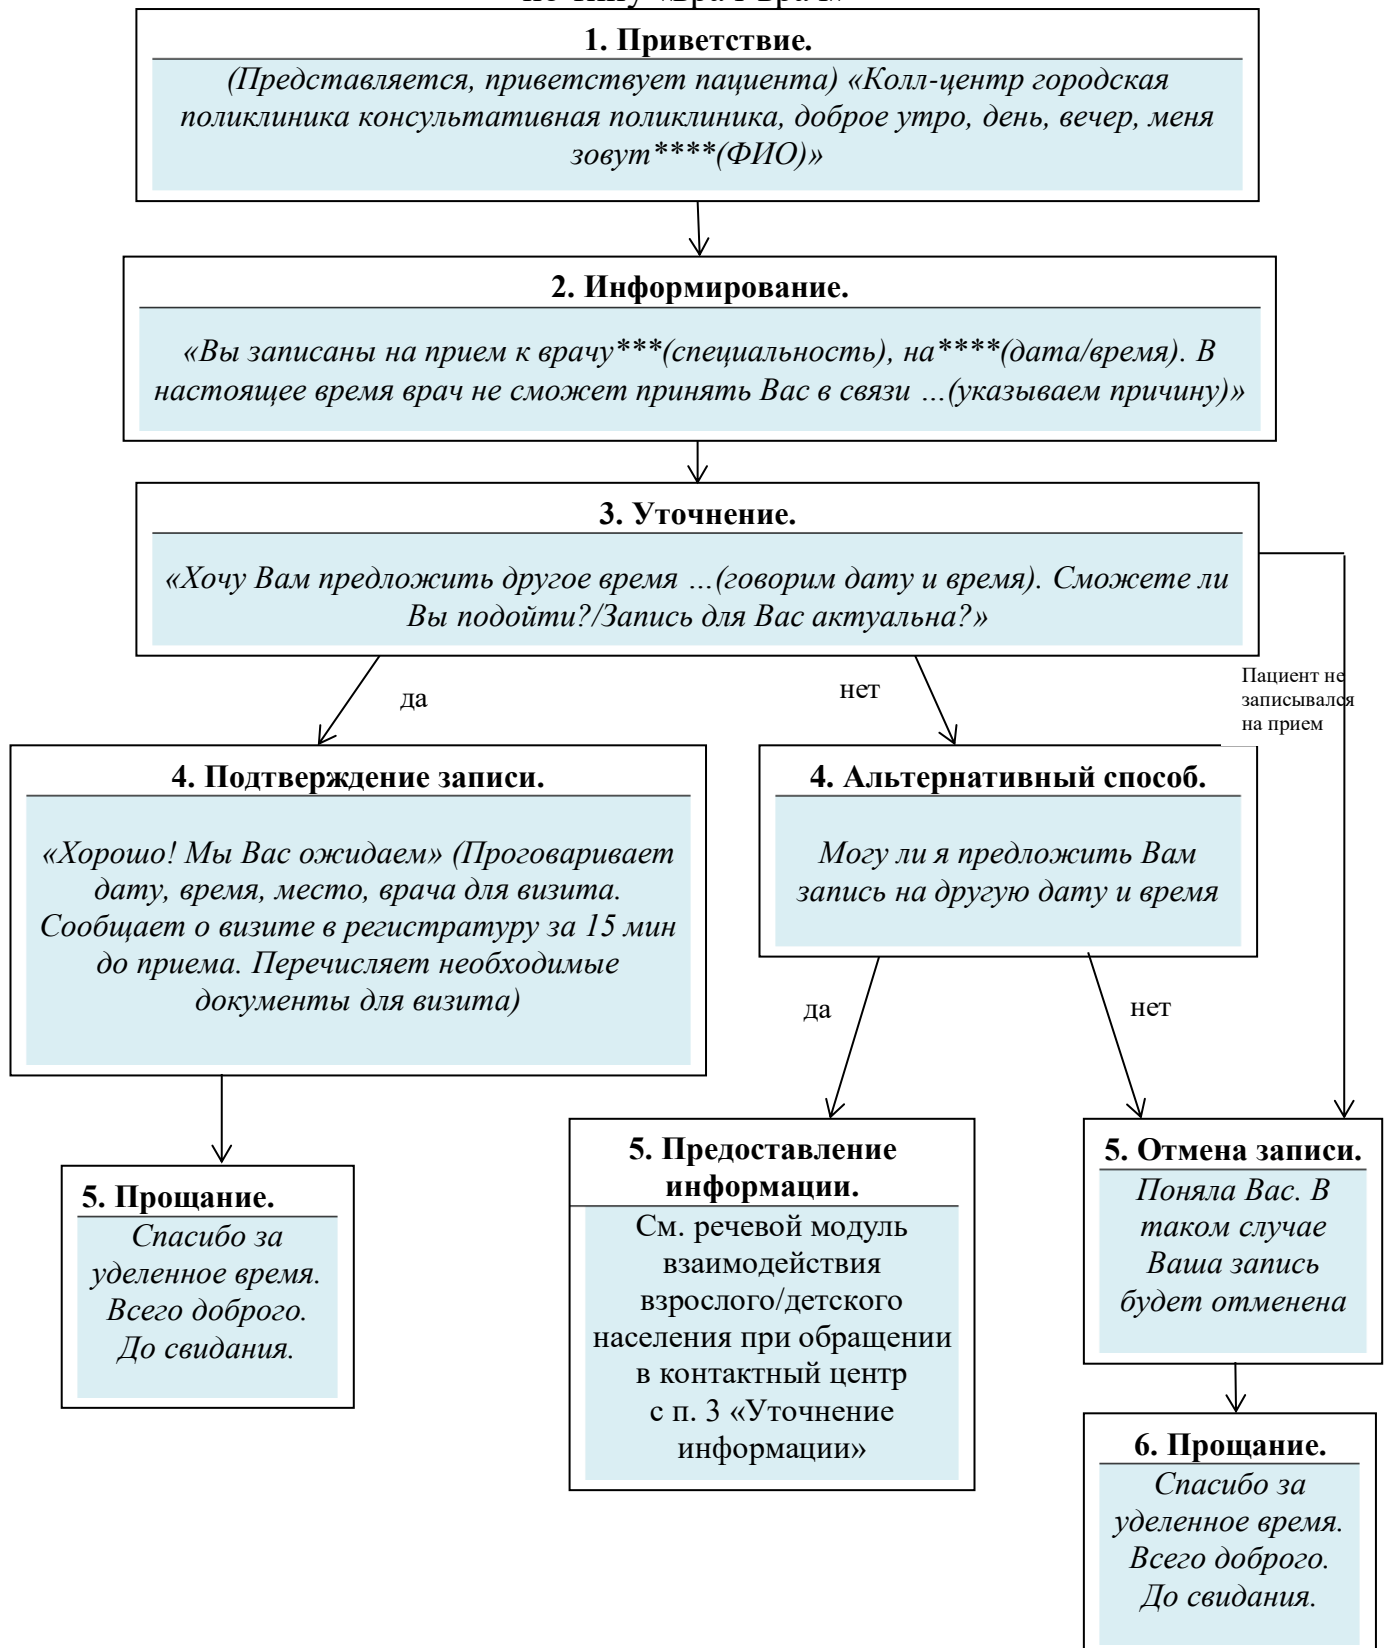 1. Приветствие.
(Представляется, приветствует пациента) «Колл-центр городская
поликлиника консультативная поликлиника, доброе утро, день, вечер, меня
зовут****(ФИО)»
2. Информирование.
«Вы записаны на прием к врачу***(специальность), на****(дата/время). В
настоящее время врач не сможет принять Вас в связи …(указываем причину)»
3. Уточнение.
«Хочу Вам предложить другое время …(говорим дату и время). Сможете ли
Вы подойти?/Запись для Вас актуальна?»
да
нет
Пациент не
записывался
на прием
4. Подтверждение записи.
«Хорошо! Мы Вас ожидаем» (Проговаривает
дату, время, место, врача для визита.
Сообщает о визите в регистратуру за 15 мин
до приема. Перечисляет необходимые
документы для визита)
4. Альтернативный способ.
Могу ли я предложить Вам
запись на другую дату и время
да
нет
5. Прощание.
Спасибо за
уделенное время.
Всего доброго.
До свидания.
5. Предоставление
информации.
См. речевой модуль
взаимодействия
взрослого/детского
населения при обращении
в контактный центр
с п. 3 «Уточнение
информации»
5. Отмена записи.
Поняла Вас. В
таком случае
Ваша запись
будет отменена
6. Прощание.
Спасибо за
уделенное время.
Всего доброго.
До свидания.